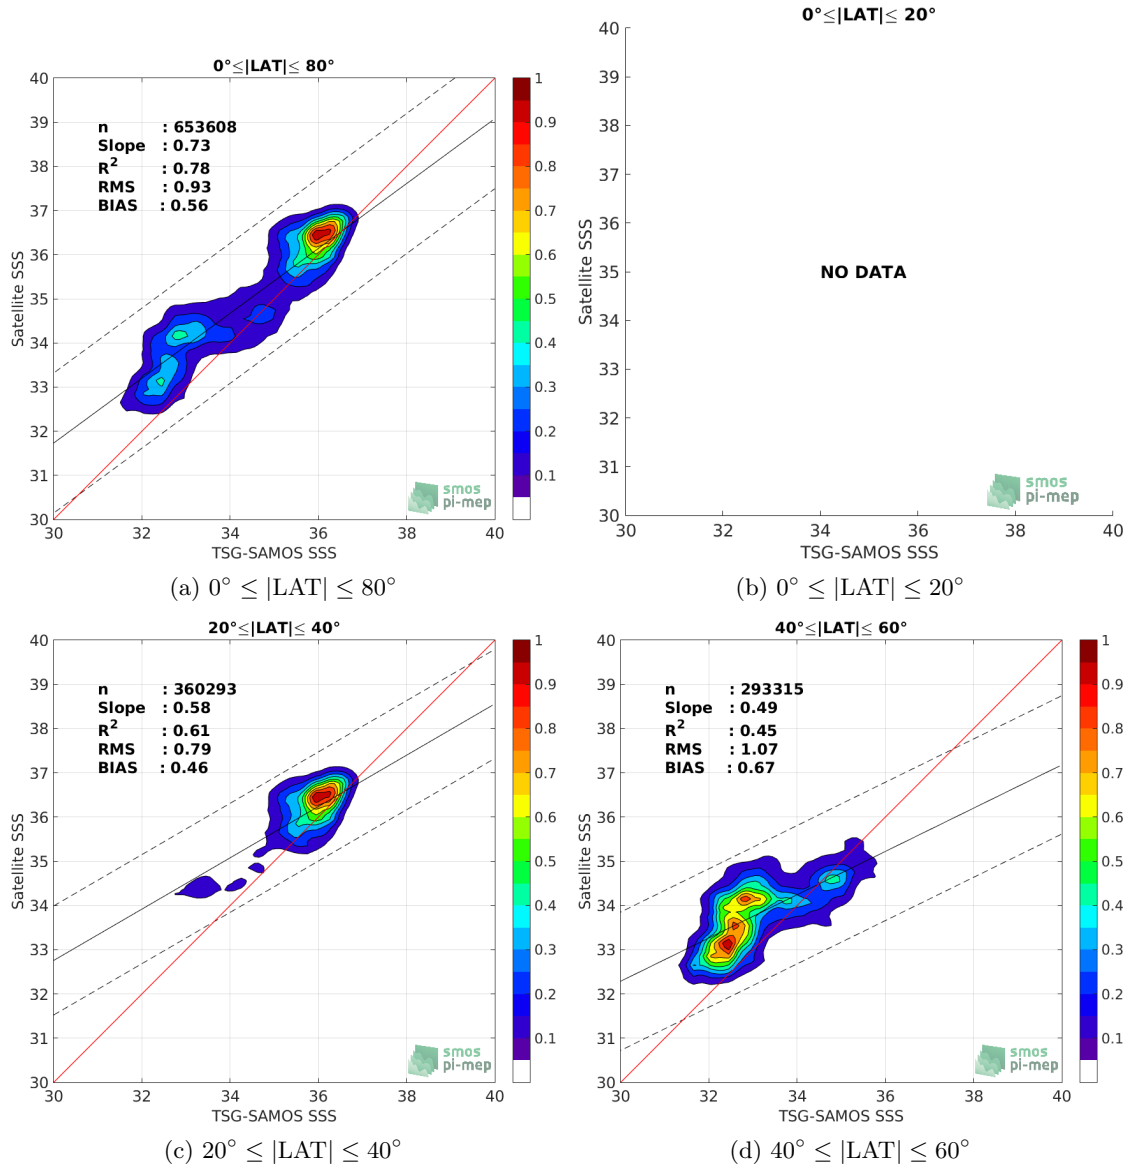 0°≤|LAT|≤ 80°
40
39
38
37
36
35
34
33
32
31
30
Satellite SSS
n : 653608
Slope : 0.73
R² : 0.78
RMS : 0.93
BIAS : 0.56
smos
pi-mep
30 32 34 36 38 40
TSG-SAMOS SSS
1
0.9
0.8
0.7
0.6
0.5
0.4
0.3
0.2
0.1
(a) 0° ≤ |LAT| ≤ 80°
0°≤|LAT|≤ 20°
40
39
38
37
36
35
34
33
32
31
30
Satellite SSS
NO DATA
smos
pi-mep
30 32 34 36 38 40
TSG-SAMOS SSS
(b) 0° ≤ |LAT| ≤ 20°
20°≤|LAT|≤ 40°
40
39
38
37
36
35
34
33
32
31
30
Satellite SSS
n : 360293
Slope : 0.58
R² : 0.61
RMS : 0.79
BIAS : 0.46
smos
pi-mep
30 32 34 36 38 40
TSG-SAMOS SSS
1
0.9
0.8
0.7
0.6
0.5
0.4
0.3
0.2
0.1
(c) 20° ≤ |LAT| ≤ 40°
40°≤|LAT|≤ 60°
40
39
38
37
36
35
34
33
32
31
30
Satellite SSS
n : 293315
Slope : 0.49
R² : 0.45
RMS : 1.07
BIAS : 0.67
smos
pi-mep
30 32 34 36 38 40
TSG-SAMOS SSS
1
0.9
0.8
0.7
0.6
0.5
0.4
0.3
0.2
0.1
(d) 40° ≤ |LAT| ≤ 60°